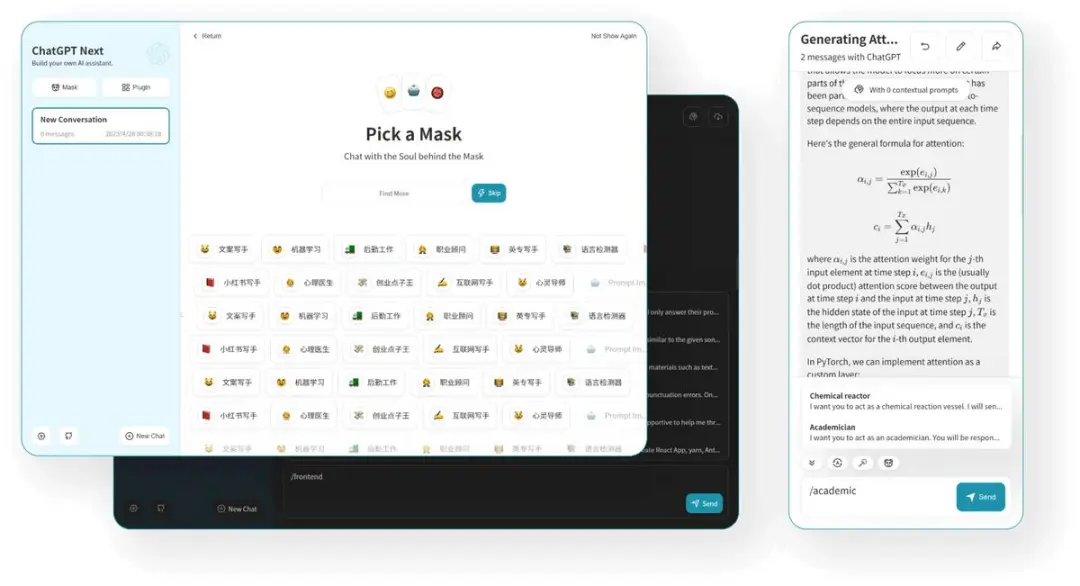 ChatGPT Next
Build your own AI assistant.
Mask
Plugin
New Conversation
0 messages 2023/4/28 00:38:18
New Chat
Return
Not Show Again
Pick a Mask
Chat with the Soul behind the Mask
Find More
Skip
文案写手 机器学习 后勤工作 职业顾问 英专写手 语言检测器
小红书写手 心理医生 创业点子王 互联网写手 心灵导师 Prompt Im
文案写手 机器学习 后勤工作 职业顾问 英专写手 语言检测器
小红书写手 心理医生 创业点子王 互联网写手 心灵导师 Prompt Im
文案写手 机器学习 后勤工作 职业顾问 英专写手 语言检测器
小红书写手 心理医生 创业点子王 互联网写手 心灵导师 Prompt Im
文案写手 机器学习 后勤工作 职业顾问 英专写手 语言检测器
only answer their pro...
similar to the given son...
materials such as text...
punctuation errors. On...
supportive to help me thr...
React App, yarn, Ant...
/frontend
New Chat
Send
Generating Att...
2 messages with ChatGPT
that allows the model to focus more on certain
parts of
With 0 contextual prompts
has
been
to-
sequence models, where the output at each time
step depends on the entire input sequence.
Here's the general formula for attention:
α_{i,j} = exp(e_{i,j}) / ∑_{k=1}^{T_x} exp(e_{i,k})
c_i = ∑_{j=1}^{T_x} α_{i,j} h_j
where α_{i,j} is the attention weight for the j-th
input element at time step i, e_{i,j} is the (usually
dot product) attention score between the output
at time step i and the input at time step j, h_j is
the hidden state of the input at time step j, T_x is
the length of the input sequence, and c_i is the
context vector for the i-th output element.
In PyTorch, we can implement attention as a
custom layer:
Chemical reactor
I want you to act as a chemical reaction vessel. I will sen...
Academician
I want you to act as an academician. You will be respon...
/academic
Send